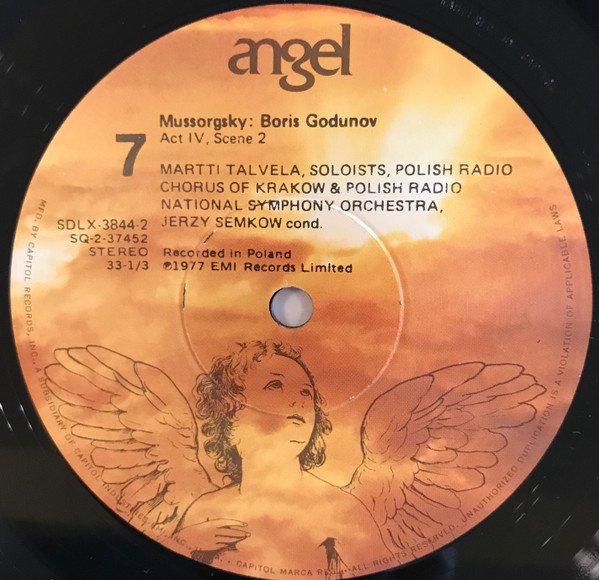 angel
7
Mussorgsky: Boris Godunov
Act IV, Scene 2
MARTTI TALVELA, SOLOISTS, POLISH RADIO
CHORUS OF KRAKOW & POLISH RADIO
NATIONAL SYMPHONY ORCHESTRA,
JERZY SEMKOW cond.
SDLX-3844-2
SQ-2-37452
STEREO
33-1/3
Recorded in Poland
℗1977 EMI Records Limited
MFD. BY CAPITOL RECORDS, INC., A SUBSIDIARY OF CAPITOL INC. CAPITOL MARCA REG. ALL RIGHTS RESERVED. UNAUTHORIZED DUPLICATION IS A VIOLATION OF APPLICABLE LAWS